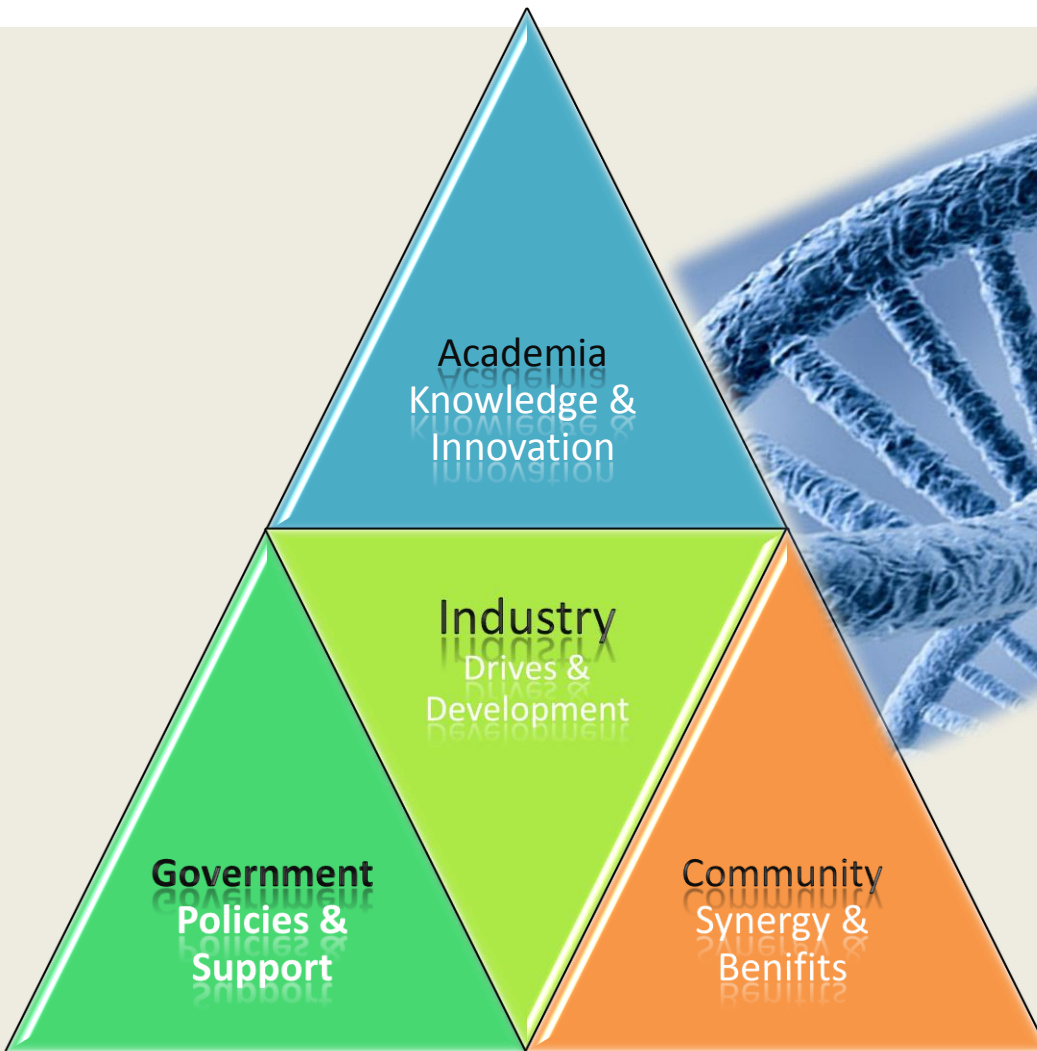 Academia
Knowledge &
Innovation
Industry
Drives &
Development
Government
Policies &
Support
Community
Synergy &
Benifits